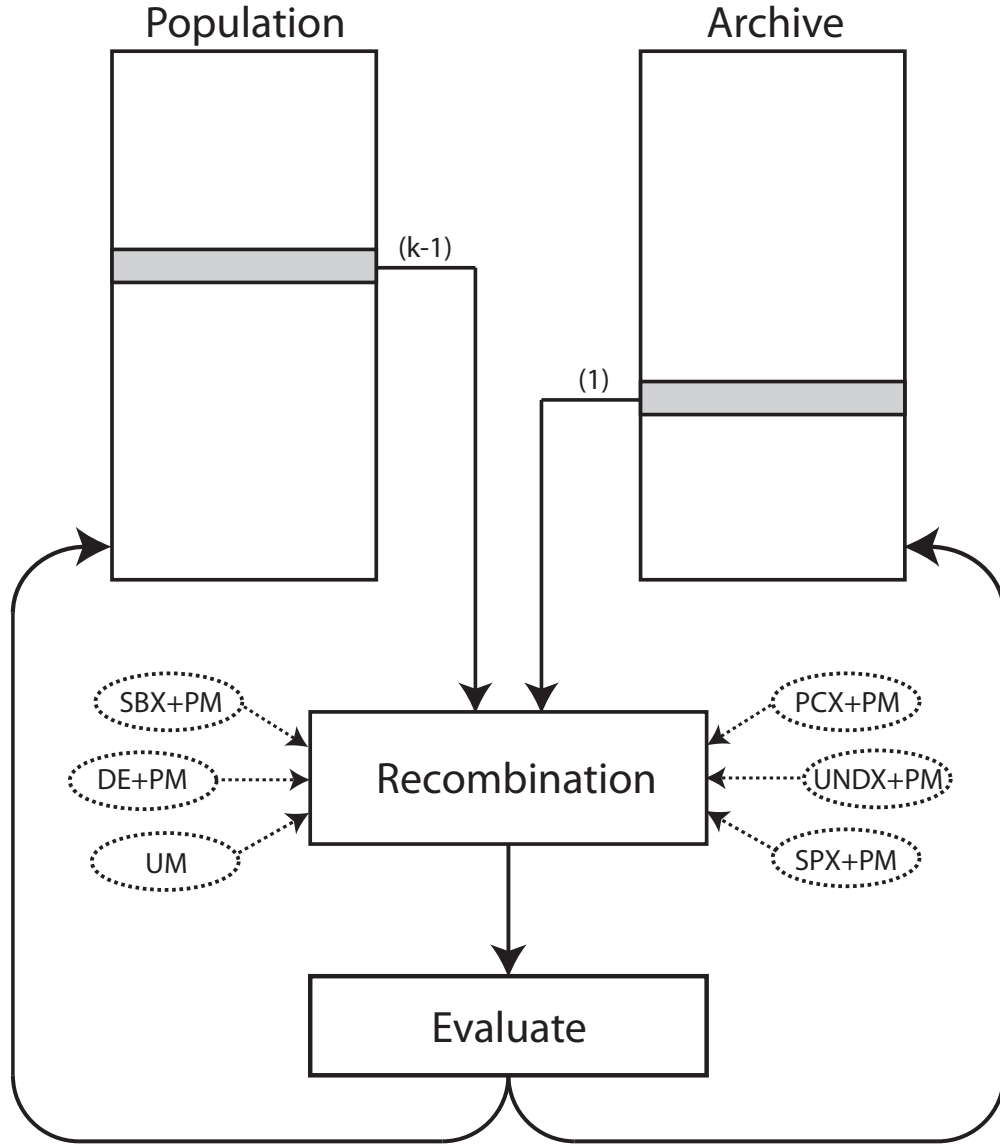 Population
Archive
(k-1)
(1)
SBX+PM
PCX+PM
DE+PM
Recombination
UNDX+PM
UM
SPX+PM
Evaluate